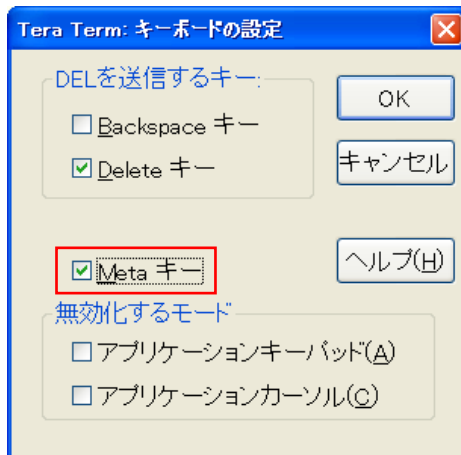 Tera Term: キーボードの設定
DELを送信するキー:
Backspace キー
Delete キー
OK
キャンセル
Meta キー
ヘルプ(H)
無効化するモード
アプリケーションキーパッド(A)
アプリケーションカーソル(C)